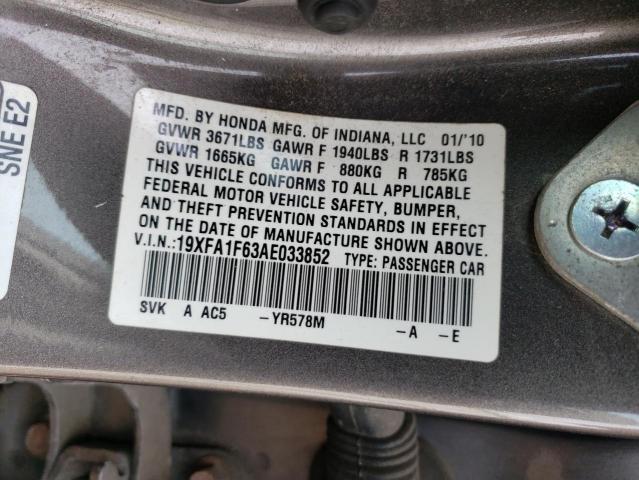 SNE E2
MFD. BY HONDA MFG. OF INDIANA, LLC 01/'10
GVWR 3671LBS GAWR F 1940LBS R 1731LBS
GVWR 1665KG GAWR F 880KG R 785KG
THIS VEHICLE CONFORMS TO ALL APPLICABLE
FEDERAL MOTOR VEHICLE SAFETY, BUMPER,
AND THEFT PREVENTION STANDARDS IN EFFECT
ON THE DATE OF MANUFACTURE SHOWN ABOVE.
V.I.N.:19XFA1F63AE033852 TYPE: PASSENGER CAR
SVK A AC5 -YR578M -A -E